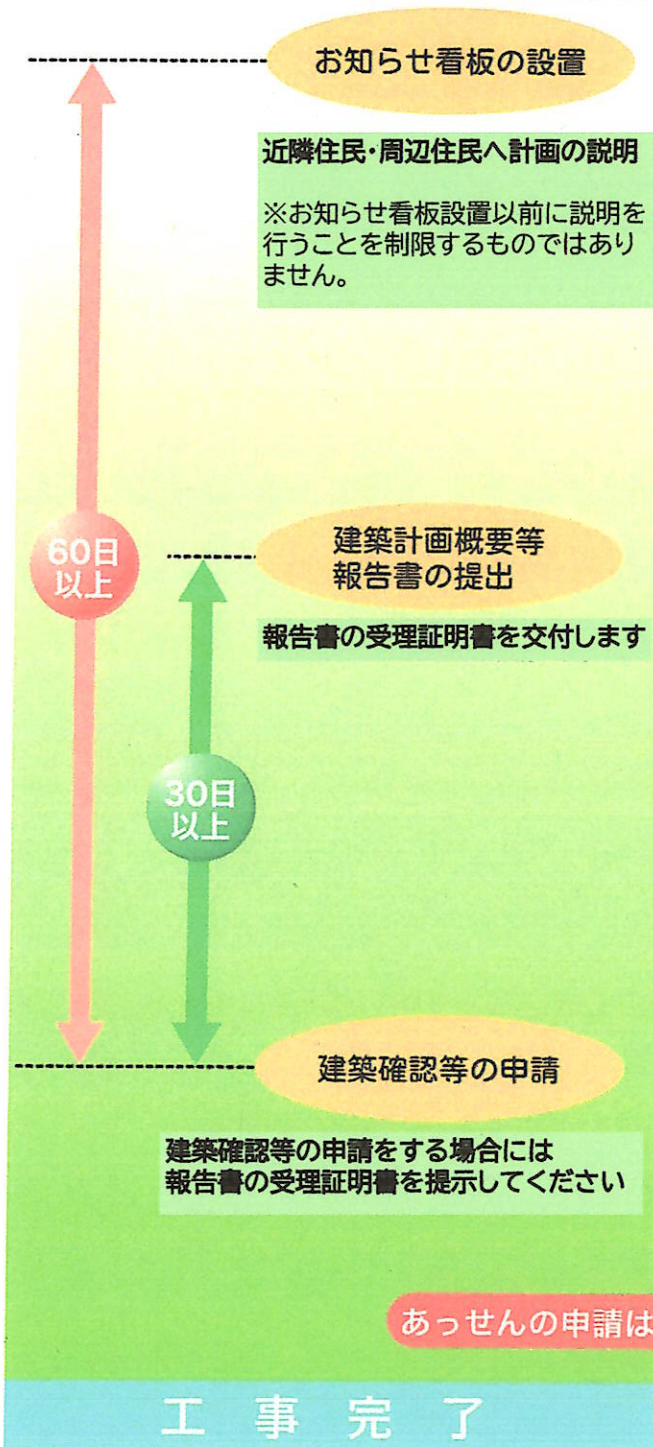 お知らせ看板の設置
近隣住民・周辺住民へ計画の説明
※お知らせ看板設置以前に説明を
行うことを制限するものではあり
ません。
60日
以上
建築計画概要等
報告書の提出
報告書の受理証明書を交付します
30日
以上
建築確認等の申請
建築確認等の申請をする場合には
報告書の受理証明書を提示してください
あっせんの申請は
工事完了